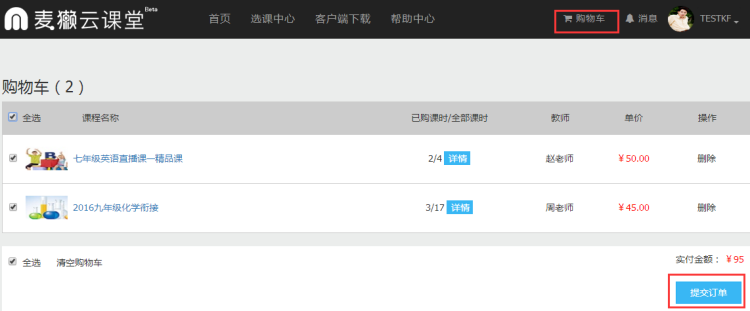 麦獭云课堂 Beta 首页 选课中心 客户端下载 帮助中心 购物车 消息 TESTKF
购物车（2）
全选 课程名称 已购课时/全部课时 教师 单价 操作
七年级英语直播课—精品课 2/4 详情 赵老师 ￥50.00 删除
2016九年级化学衔接 3/17 详情 周老师 ￥45.00 删除
全选 清空购物车 实付金额：￥95
提交订单